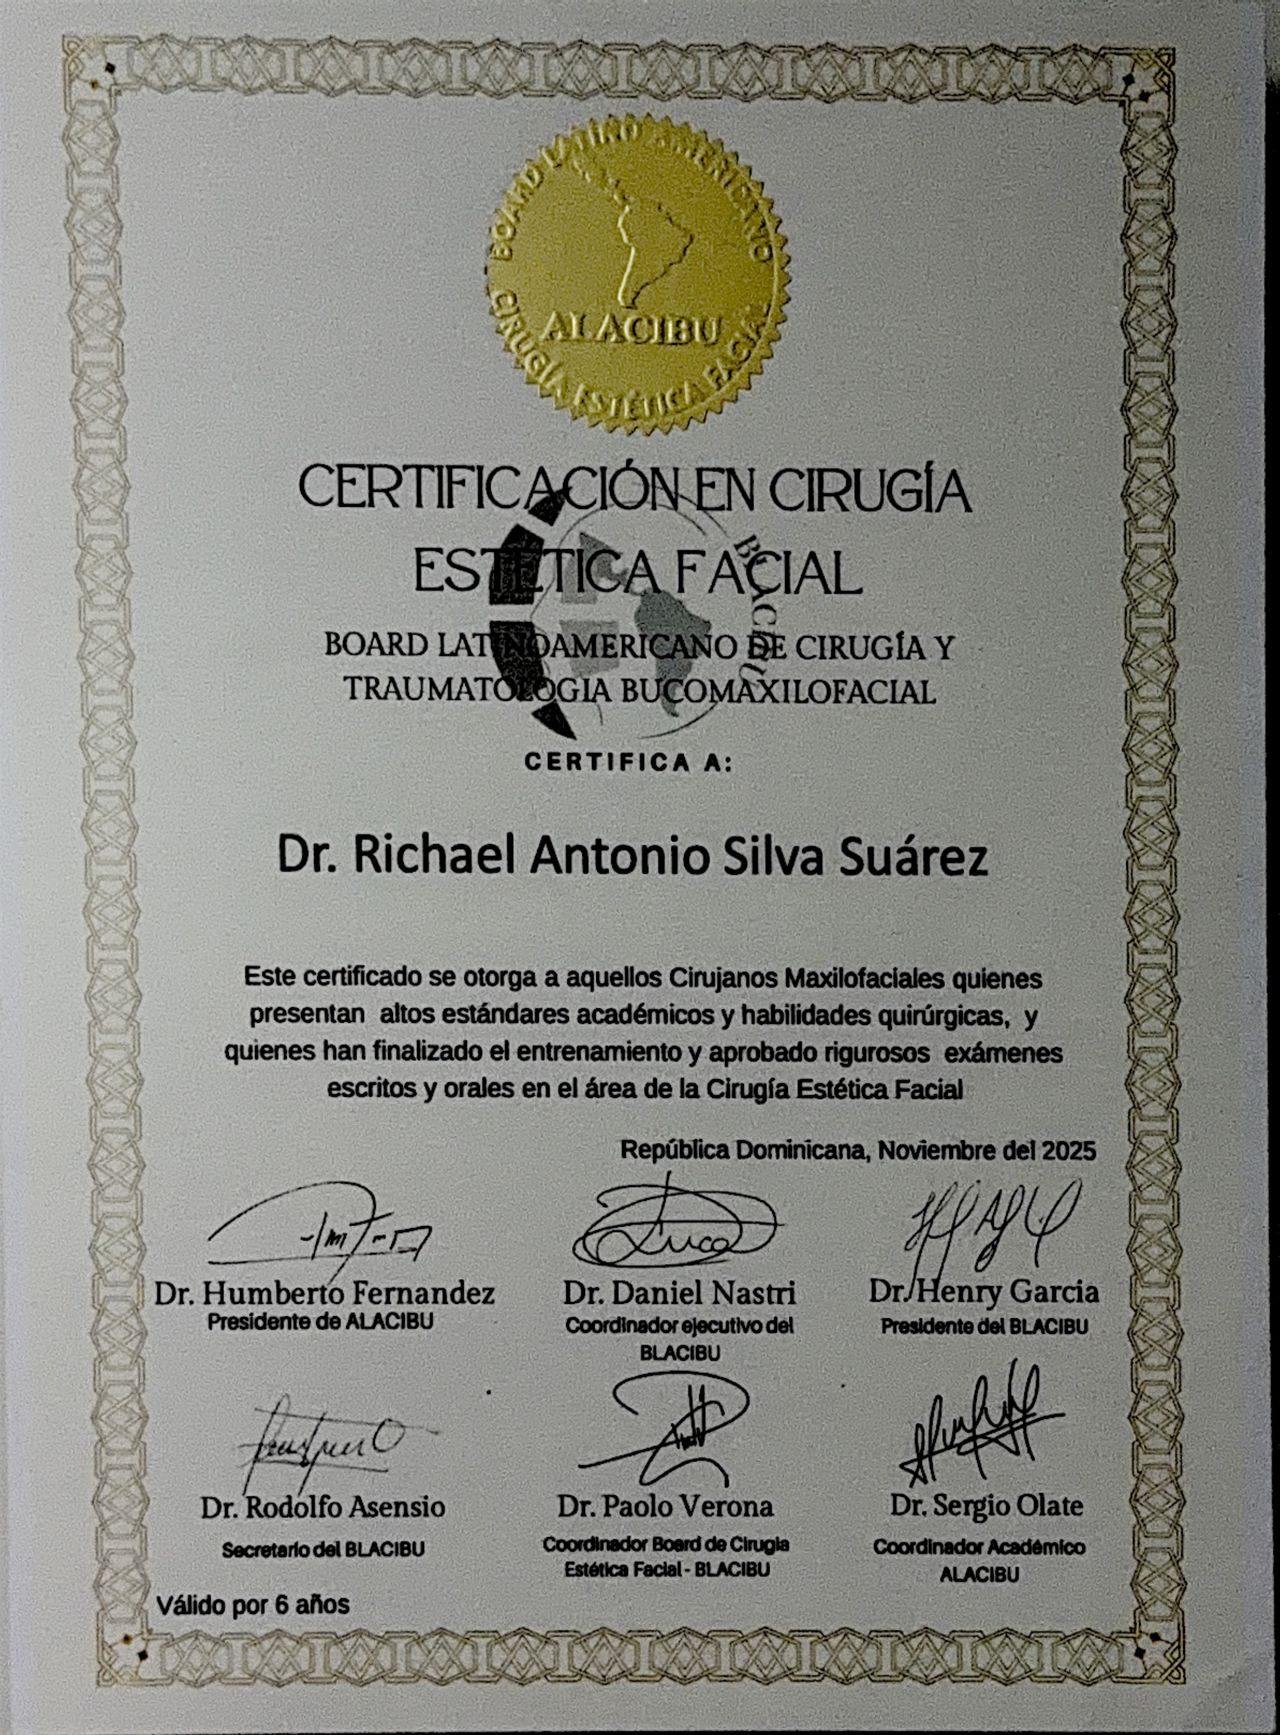 BOARD LATINO AMERICANO
ALACIBU
CIRUGÍA ESTÉTICA FACIAL
CERTIFICACIÓN EN CIRUGÍA
ESTÉTICA FACIAL
BLACIBU
BOARD LATINOAMERICANO DE CIRUGÍA Y
TRAUMATOLOGIA BUCOMAXILOFACIAL
CERTIFICA A:
Dr. Richael Antonio Silva Suárez
Este certificado se otorga a aquellos Cirujanos Maxilofaciales quienes
presentan altos estándares académicos y habilidades quirúrgicas, y
quienes han finalizado el entrenamiento y aprobado rigurosos exámenes
escritos y orales en el área de la Cirugía Estética Facial
República Dominicana, Noviembre del 2025
Dr. Humberto Fernandez
Presidente de ALACIBU
Dr. Daniel Nastri
Coordinador ejecutivo del
BLACIBU
Dr. Henry Garcia
Presidente del BLACIBU
Dr. Rodolfo Asensio
Secretario del BLACIBU
Dr. Paolo Verona
Coordinador Board de Cirugia
Estética Facial - BLACIBU
Dr. Sergio Olate
Coordinador Académico
ALACIBU
Válido por 6 años